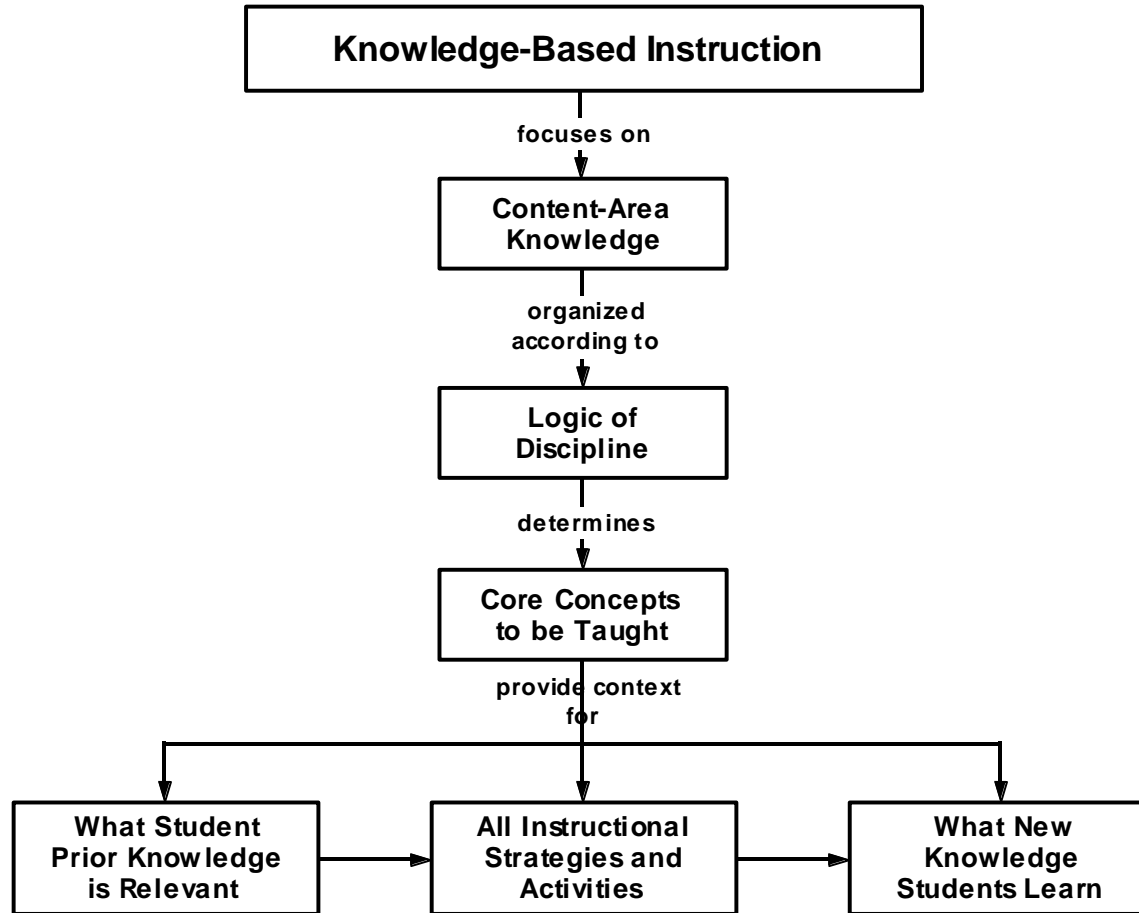 Knowledge-Based Instruction
focuses on
Content-Area
Knowledge
organized
according to
Logic of
Discipline
determines
Core Concepts
to be Taught
provide context
for
What Student
Prior Knowledge
is Relevant
All Instructional
Strategies and
Activities
What New
Knowledge
Students Learn